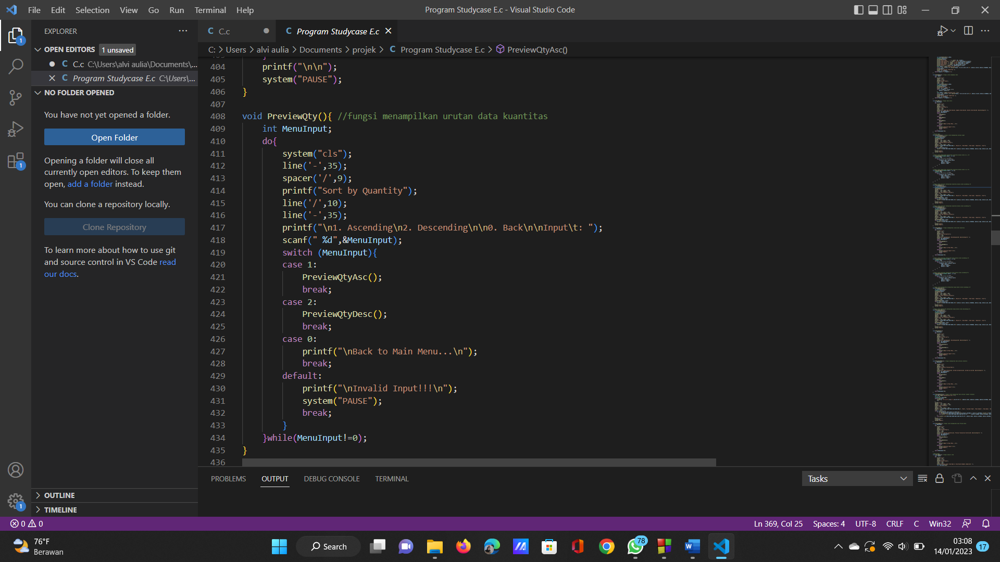 File Edit Selection View Go Run Terminal Help
Program Studycase E.c - Visual Studio Code
EXPLORER
OPEN EDITORS 1 unsaved
C C.c C:\Users\alvi aulia\Documents\...
C Program Studycase E.c C:\Users\...
NO FOLDER OPENED
You have not yet opened a folder.
Open Folder
Opening a folder will close all
currently open editors. To keep them
open, add a folder instead.
You can clone a repository locally.
Clone Repository
To learn more about how to use git
and source control in VS Code read
our docs.
OUTLINE
TIMELINE
1
1
1
C C.c
C Program Studycase E.c
C: > Users > alvi aulia > Documents > projek > C Program Studycase E.c > PreviewQtyAsc()
404 printf("\n\n");
405 system("PAUSE");
406 }
407
408 void PreviewQty(){ //fungsi menampilkan urutan data kuantitas
409 int MenuInput;
410 do{
411 system("cls");
412 line('-',35);
413 spacer('/',9);
414 printf("Sort by Quantity");
415 line('/',10);
416 line('-',35);
417 printf("\n1. Ascending\n2. Descending\n\n0. Back\n\nInput\t: ");
418 scanf(" %d",&MenuInput);
419 switch (MenuInput){
420 case 1:
421 PreviewQtyAsc();
422 break;
423 case 2:
424 PreviewQtyDesc();
425 break;
426 case 0:
427 printf("\nBack to Main Menu...\n");
428 break;
429 default:
430 printf("\nInvalid Input!!!\n");
431 system("PAUSE");
432 break;
433 }
434 }while(MenuInput!=0);
435 }
436
PROBLEMS OUTPUT DEBUG CONSOLE TERMINAL
Tasks
0 0
Ln 369, Col 25 Spaces: 4 UTF-8 CRLF C Win32
76°F
Berawan
Search
78
03:08
14/01/2023
17